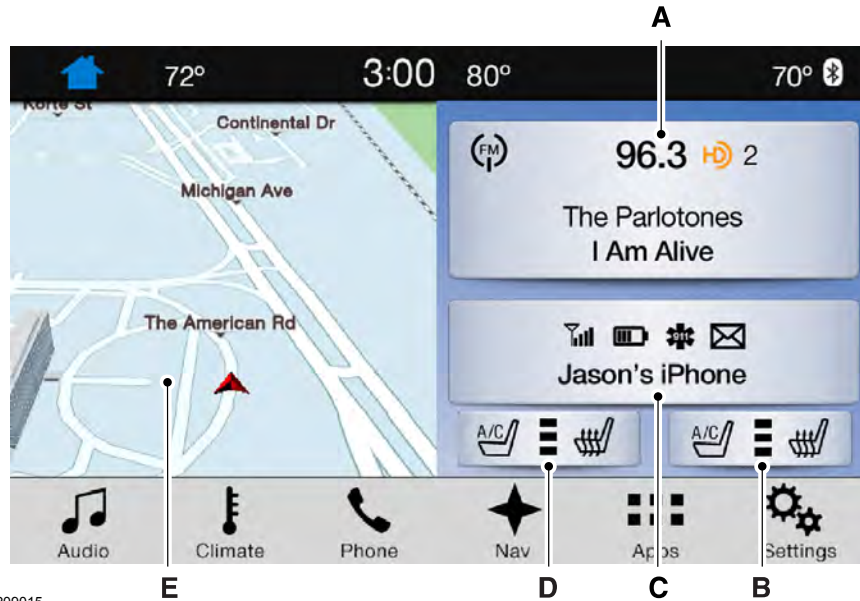 A
72° 3:00 80° 70°
Korte St
Continental Dr
Michigan Ave
The American Rd
FM 96.3 HD 2
The Parlotones
I Am Alive
911
Jason's iPhone
A/C A/C
Audio Climate Phone Nav Apps Settings
E D C B